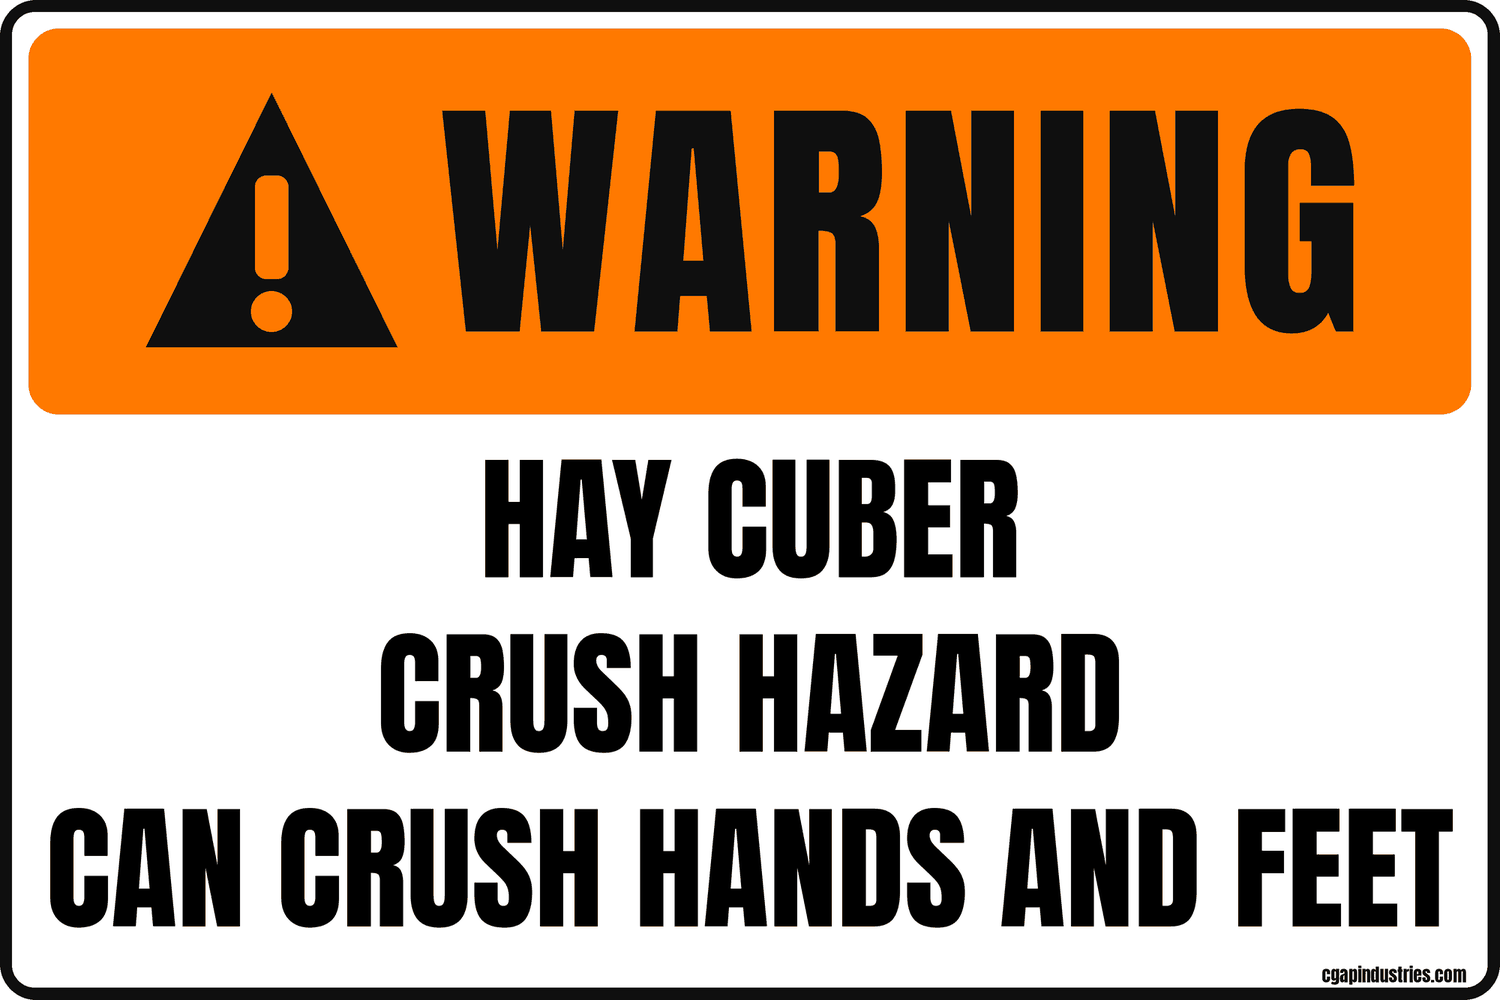 WARNING
HAY CUBER
CRUSH HAZARD
CAN CRUSH HANDS AND FEET
cgapindustries.com